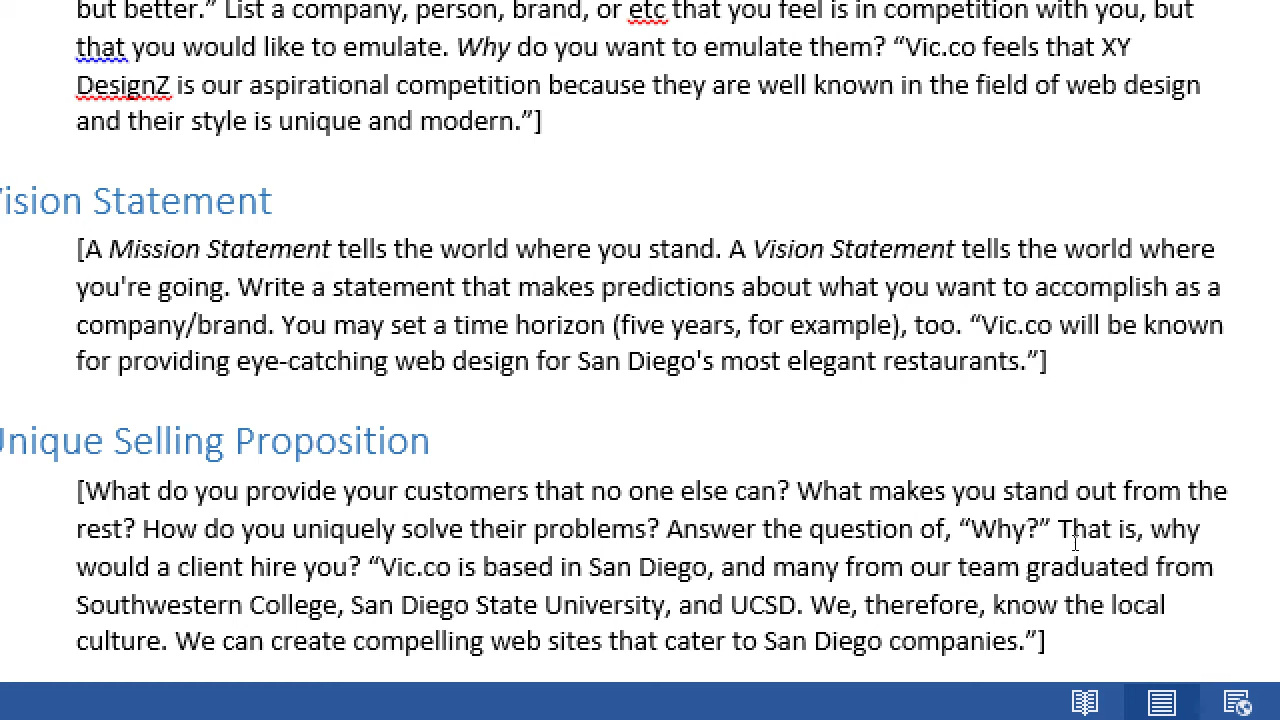 but better.” List a company, person, brand, or etc that you feel is in competition with you, but
that you would like to emulate. Why do you want to emulate them? “Vic.co feels that XY
DesignZ is our aspirational competition because they are well known in the field of web design
and their style is unique and modern.”]
Vision Statement
[A Mission Statement tells the world where you stand. A Vision Statement tells the world where
you're going. Write a statement that makes predictions about what you want to accomplish as a
company/brand. You may set a time horizon (five years, for example), too. “Vic.co will be known
for providing eye-catching web design for San Diego's most elegant restaurants.”]
Unique Selling Proposition
[What do you provide your customers that no one else can? What makes you stand out from the
rest? How do you uniquely solve their problems? Answer the question of, “Why?” That is, why
would a client hire you? “Vic.co is based in San Diego, and many from our team graduated from
Southwestern College, San Diego State University, and UCSD. We, therefore, know the local
culture. We can create compelling web sites that cater to San Diego companies.”]